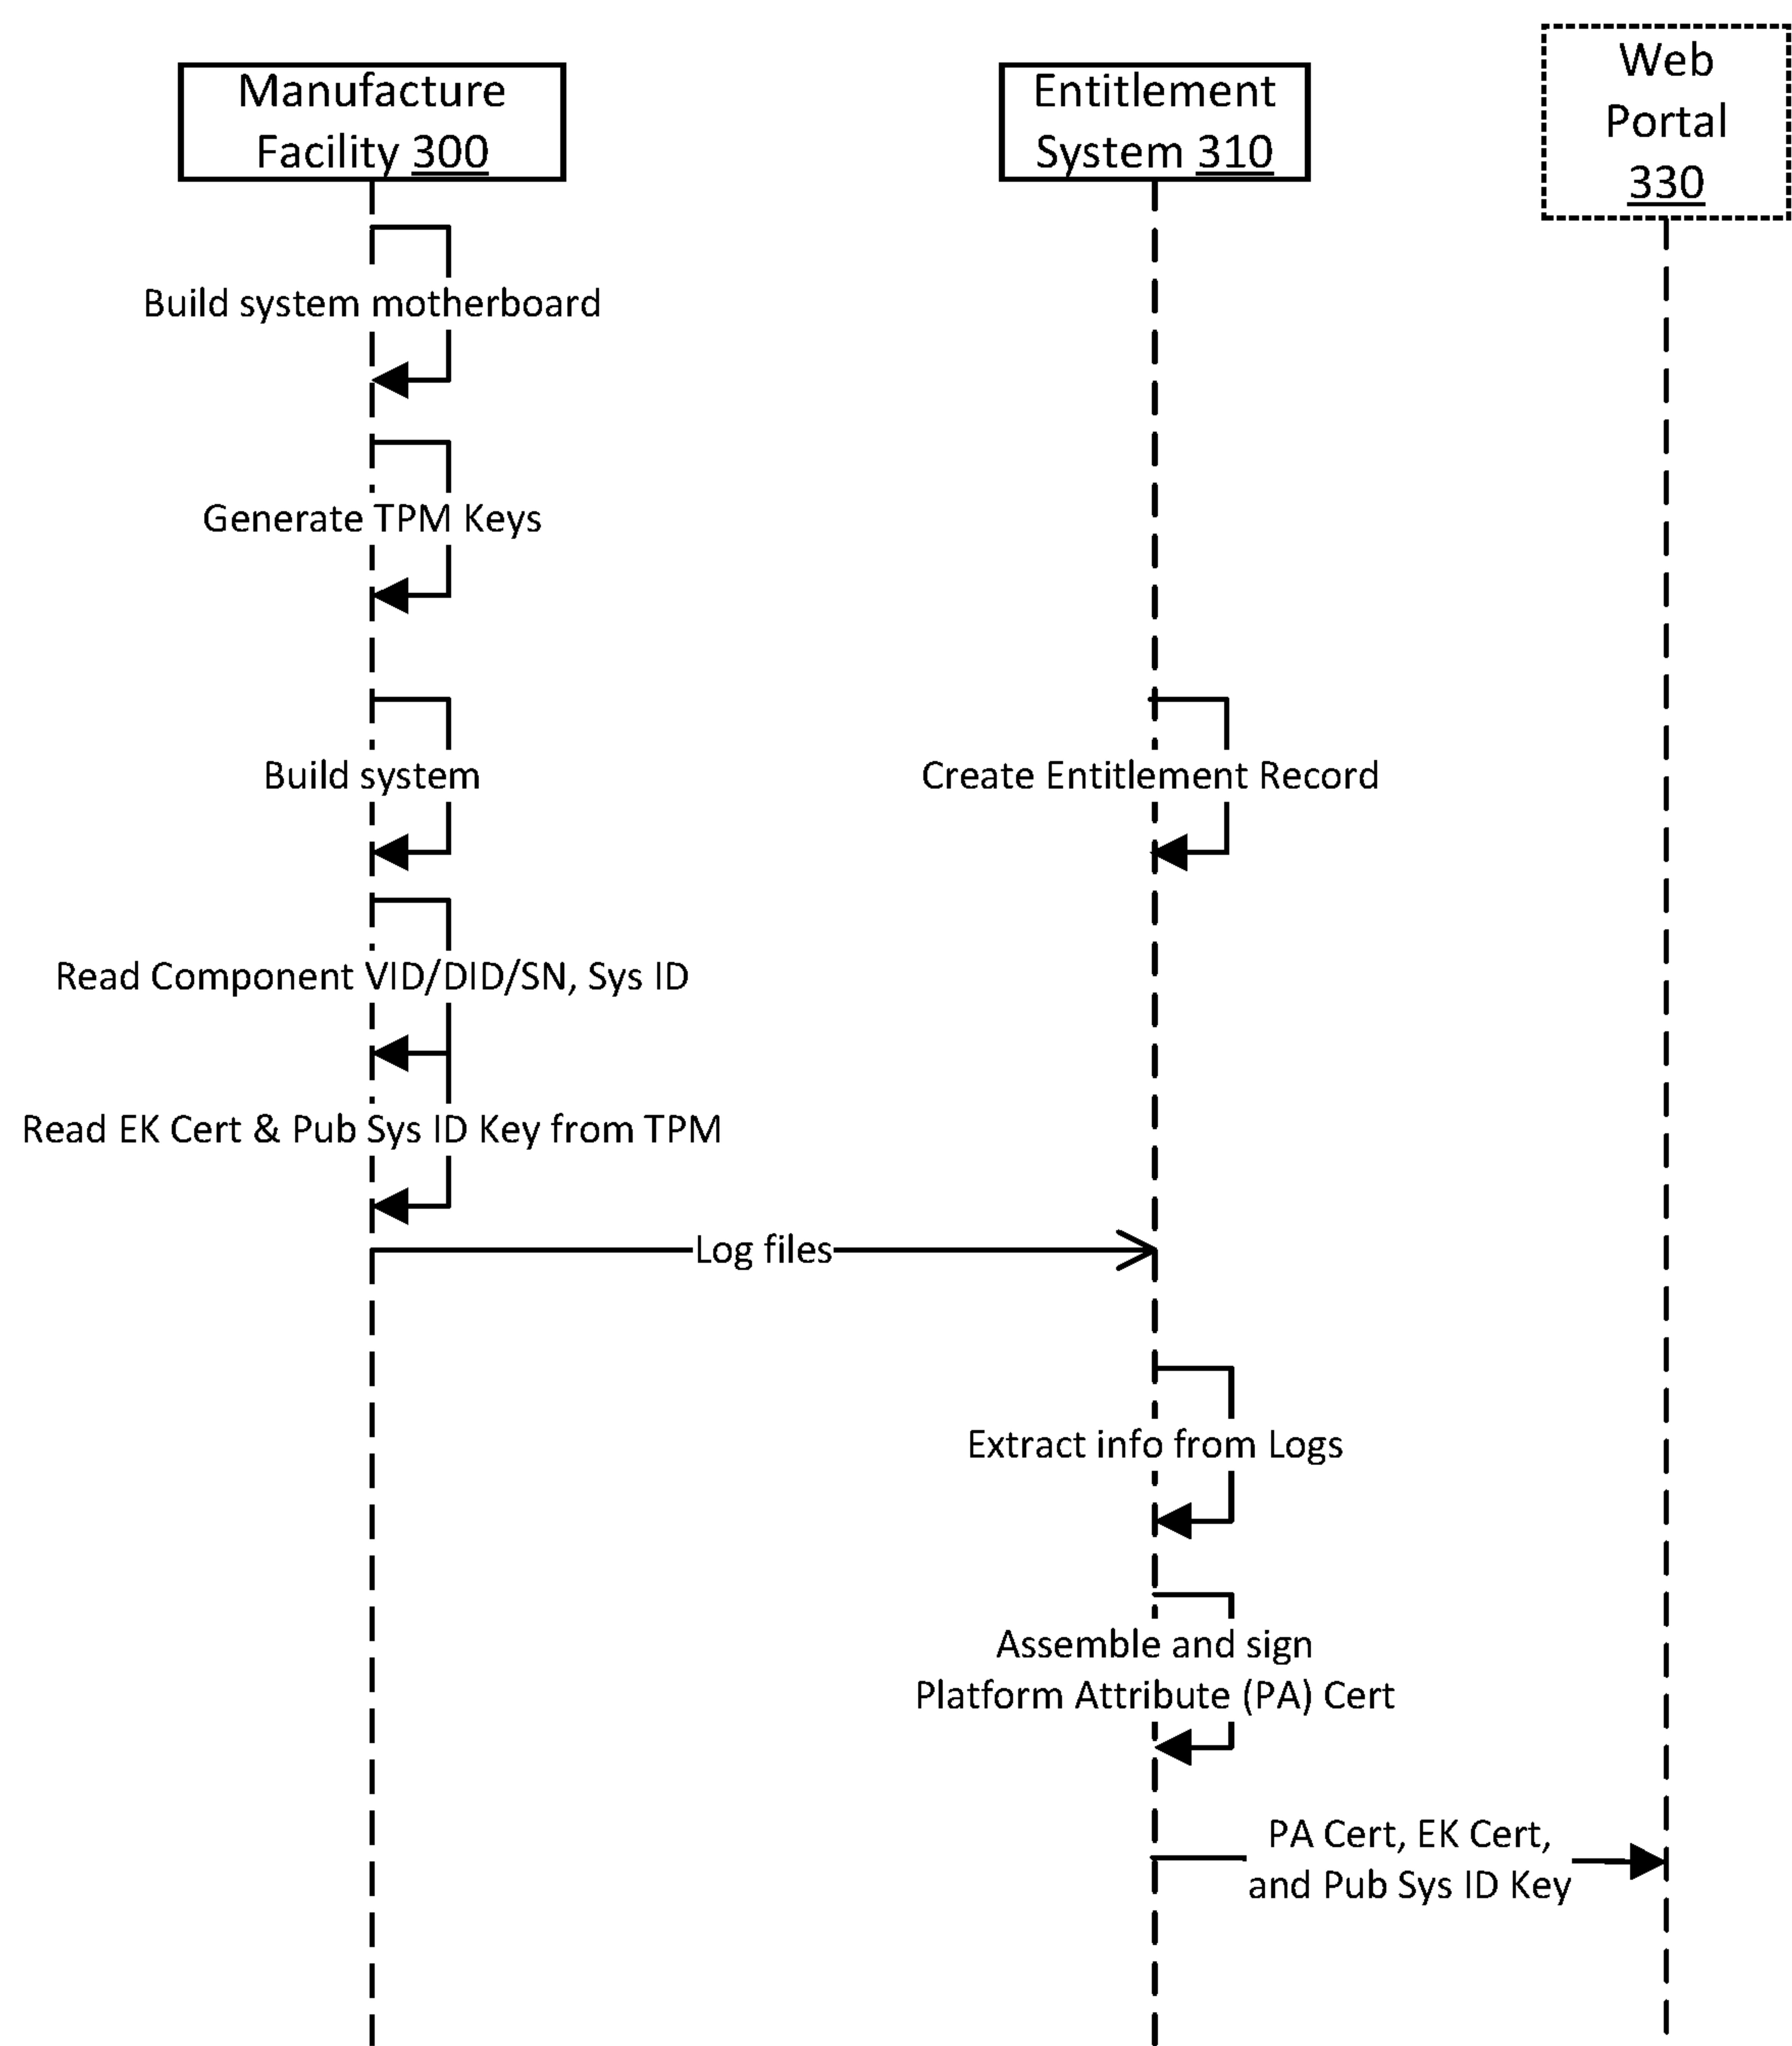 Manufacture
Facility 300
Entitlement
System 310
Web
Portal
330
Build system motherboard
Generate TPM Keys
Build system
Create Entitlement Record
Read Component VID/DID/SN, Sys ID
Read EK Cert & Pub Sys ID Key from TPM
Log files
Extract info from Logs
Assemble and sign
Platform Attribute (PA) Cert
PA Cert, EK Cert,
and Pub Sys ID Key